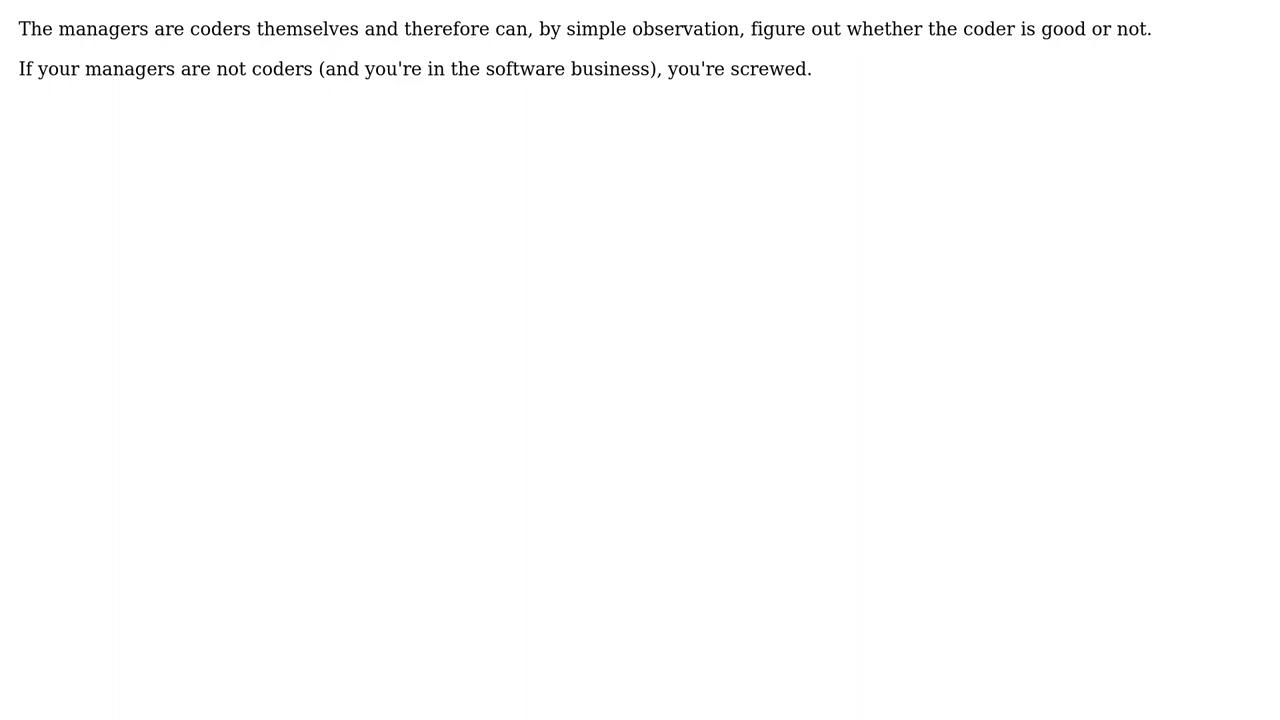 The managers are coders themselves and therefore can, by simple observation, figure out whether the coder is good or not.
If your managers are not coders (and you're in the software business), you're screwed.